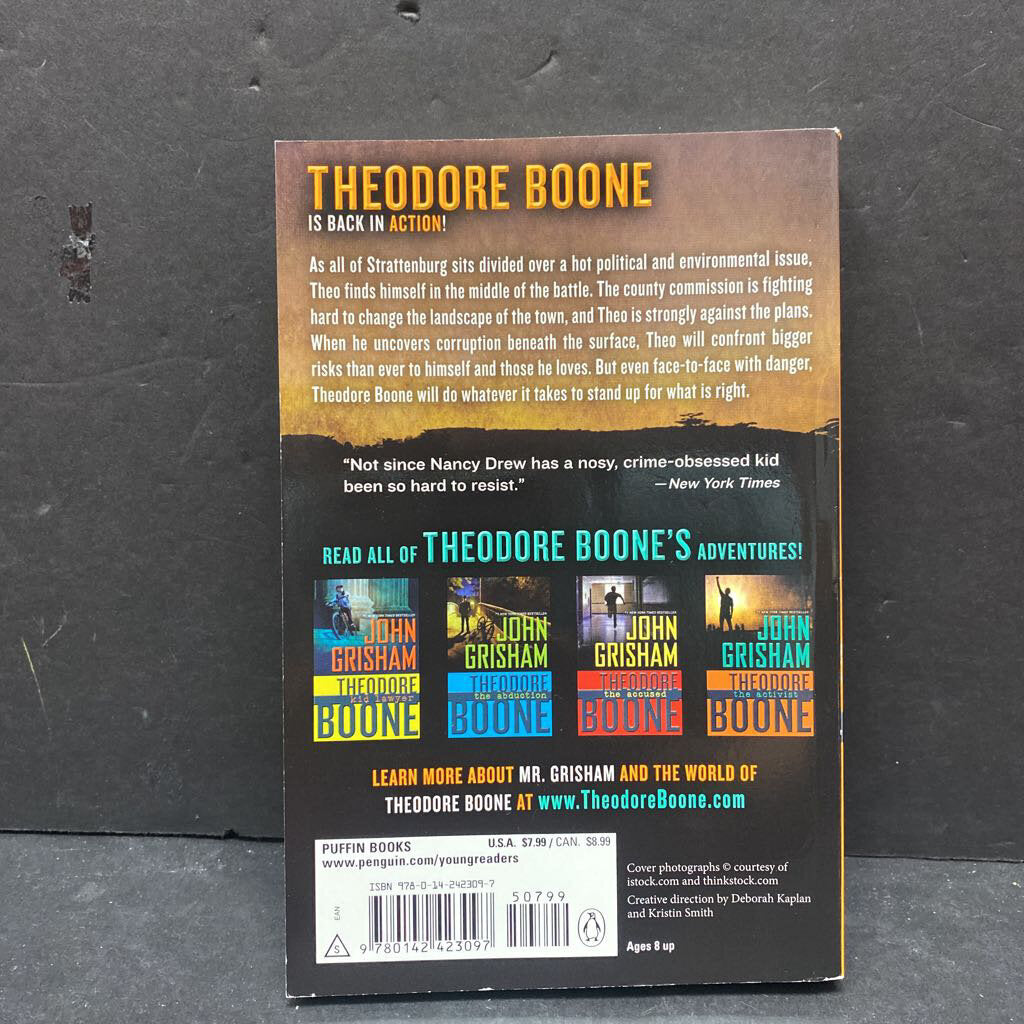 THEODORE BOONE
IS BACK IN ACTION!
As all of Strattenburg sits divided over a hot political and environmental issue,
Theo finds himself in the middle of the battle. The county commission is fighting
hard to change the landscape of the town, and Theo is strongly against the plans.
When he uncovers corruption beneath the surface, Theo will confront bigger
risks than ever to himself and those he loves. But even face-to-face with danger,
Theodore Boone will do whatever it takes to stand up for what is right.
“Not since Nancy Drew has a nosy, crime-obsessed kid
been so hard to resist.”
—New York Times
READ ALL OF THEODORE BOONE'S ADVENTURES!
JOHN
GRISHAM
THEODORE
kid lawyer
BOONE
JOHN
GRISHAM
THEODORE
the abduction
BOONE
JOHN
GRISHAM
THEODORE
the accused
BOONE
JOHN
GRISHAM
THEODORE
the activist
BOONE
LEARN MORE ABOUT MR. GRISHAM AND THE WORLD OF
THEODORE BOONE AT www.TheodoreBoone.com
PUFFIN BOOKS
U.S.A. $7.99 / CAN. $8.99
www.penguin.com/youngreaders
ISBN 978-0-14-242309-7
50799
EAN
S
9 780142 423097
Cover photographs © courtesy of
istock.com and thinkstock.com
Creative direction by Deborah Kaplan
and Kristin Smith
Ages 8 up